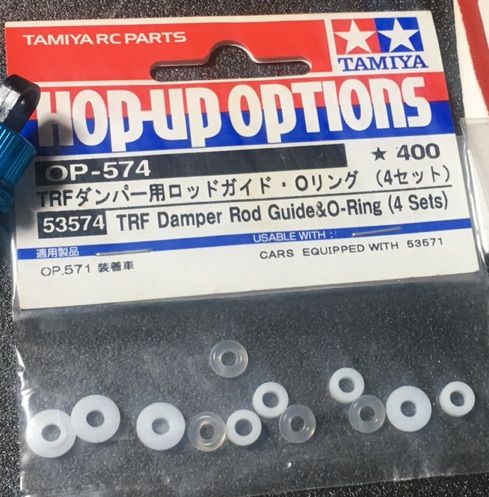 TAMIYA RC PARTS
TAMIYA
HOP-UP OPTIONS
OP-574
★ 400
TRFダンパー用ロッドガイド・Oリング (4セット)
53574 TRF Damper Rod Guide&O-Ring (4 Sets)
適用製品
USABLE WITH :
OP.571 装着車
CARS EQUIPPED WITH 53571